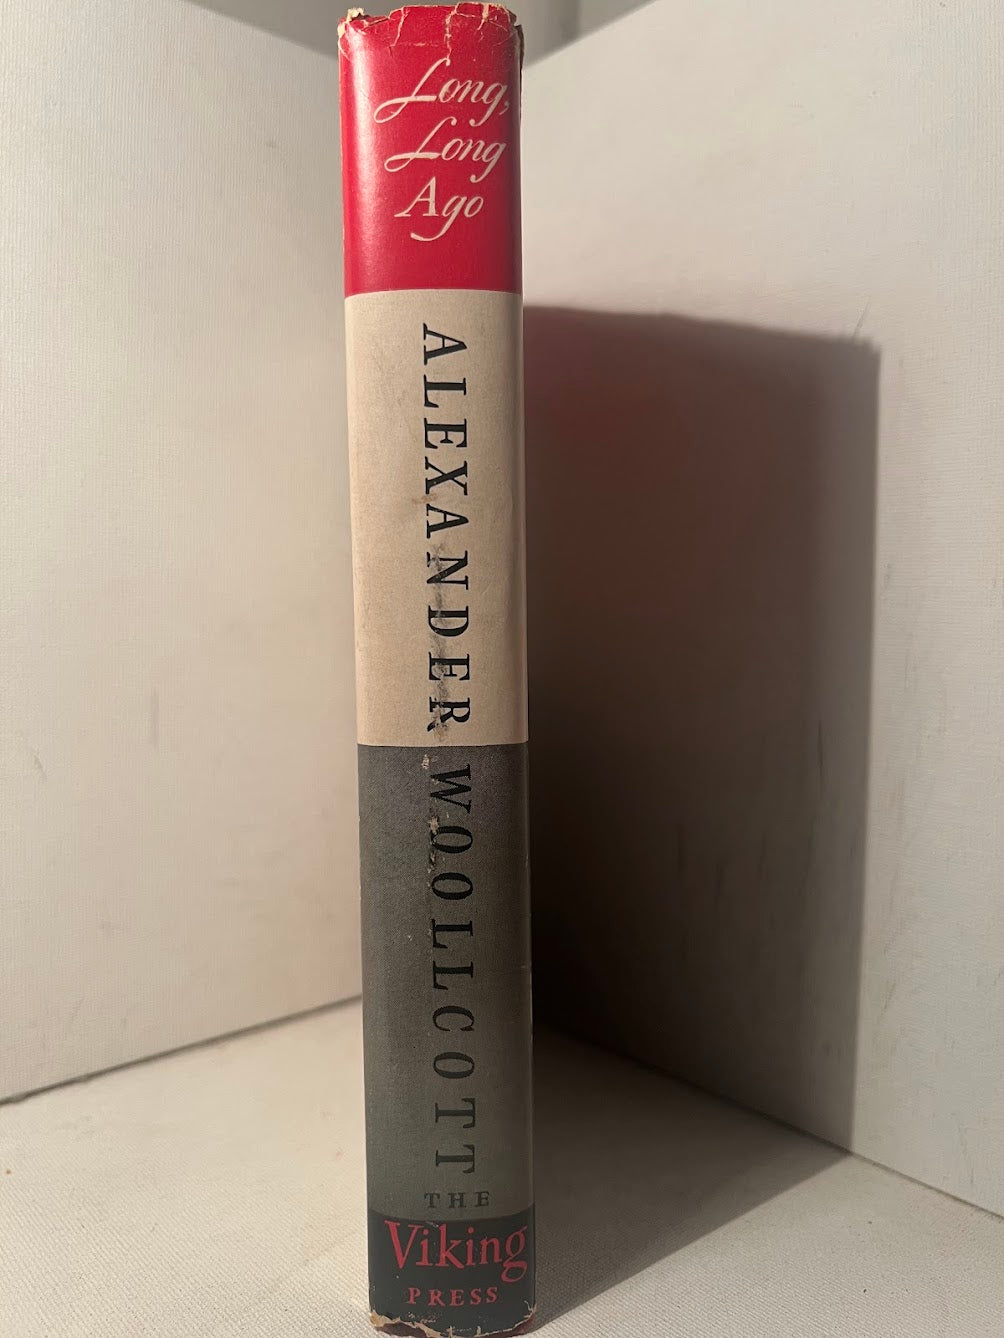 Long,
Long
Ago
ALEXANDER WOOLLCOTT
THE
Viking
PRESS